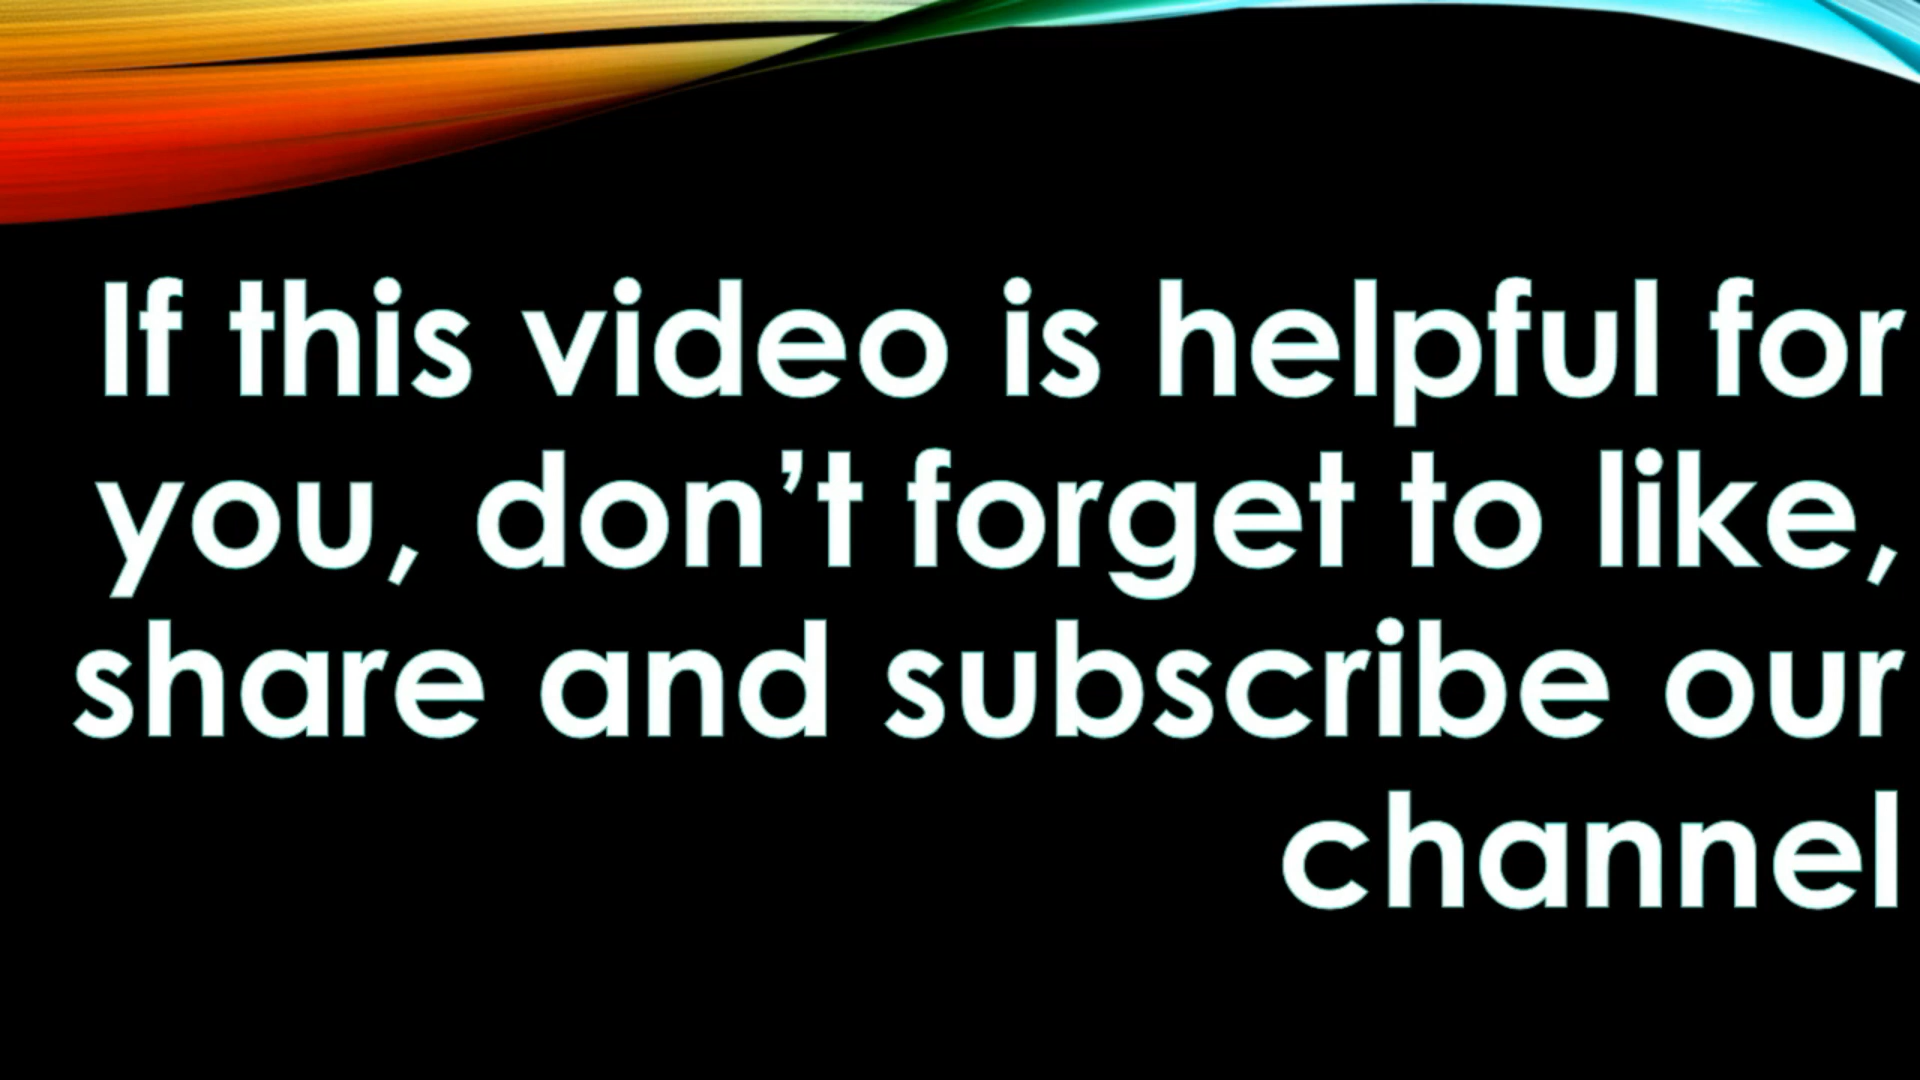 If this video is helpful for
you, don’t forget to like,
share and subscribe our
channel